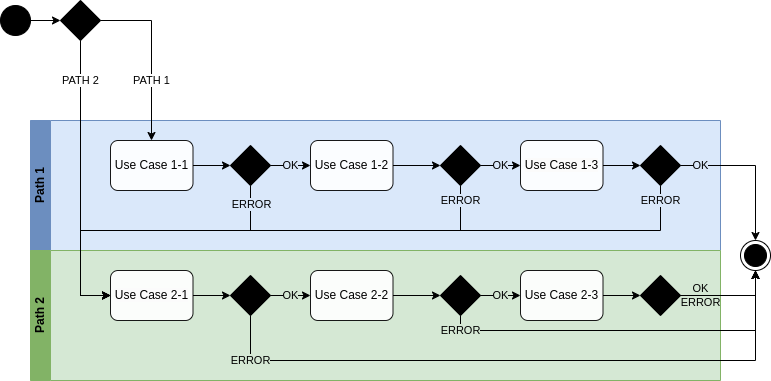 PATH 2
PATH 1
Path 1
Use Case 1-1
OK
Use Case 1-2
OK
Use Case 1-3
OK
ERROR
ERROR
ERROR
Path 2
Use Case 2-1
OK
Use Case 2-2
OK
Use Case 2-3
OK
ERROR
ERROR
ERROR